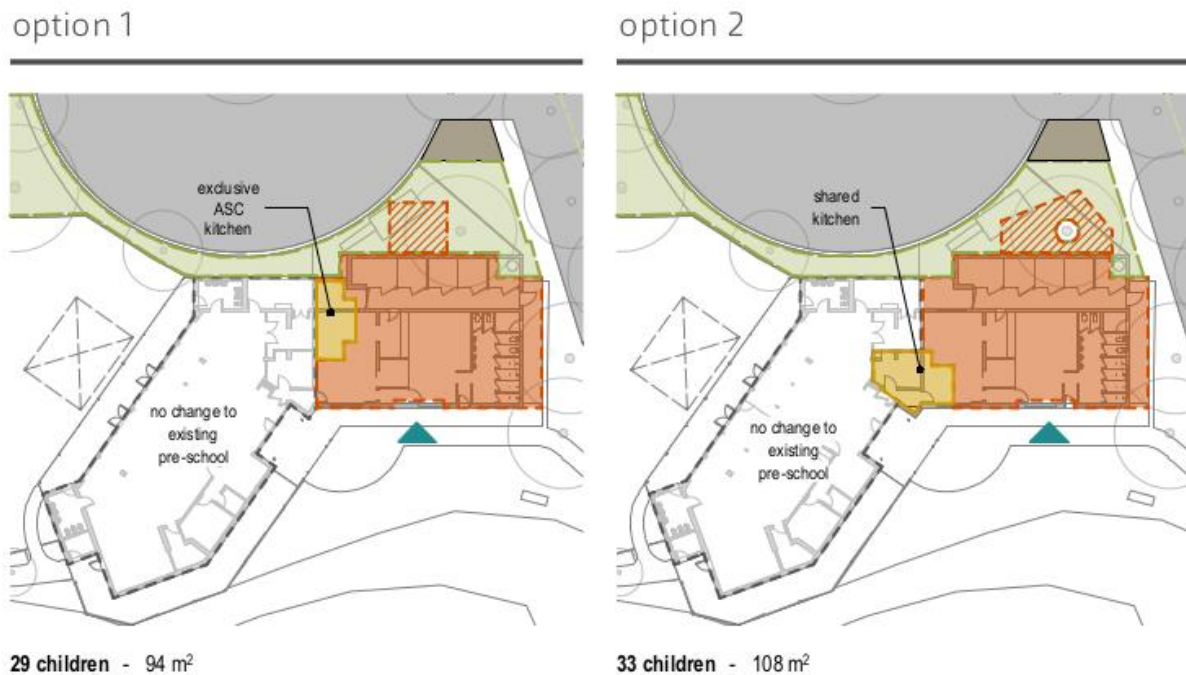 option 1
exclusive
ASC
kitchen
no change to
existing
pre-school
29 children - 94 m²
option 2
shared
kitchen
no change to
existing
pre-school
33 children - 108 m²